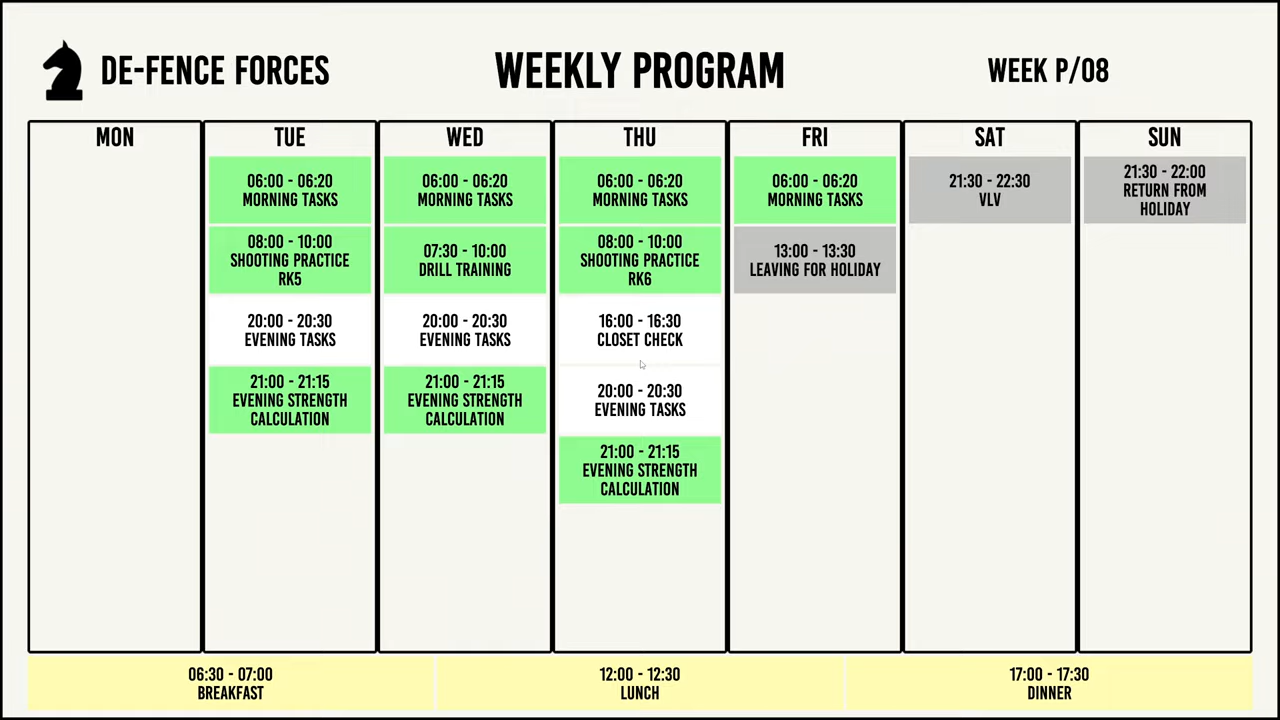 DE-FENCE FORCES
WEEKLY PROGRAM
WEEK P/08
MON
TUE
06:00 - 06:20
MORNING TASKS
08:00 - 10:00
SHOOTING PRACTICE
RK5
20:00 - 20:30
EVENING TASKS
21:00 - 21:15
EVENING STRENGTH
CALCULATION
WED
06:00 - 06:20
MORNING TASKS
07:30 - 10:00
DRILL TRAINING
20:00 - 20:30
EVENING TASKS
21:00 - 21:15
EVENING STRENGTH
CALCULATION
THU
06:00 - 06:20
MORNING TASKS
08:00 - 10:00
SHOOTING PRACTICE
RK6
16:00 - 16:30
CLOSET CHECK
20:00 - 20:30
EVENING TASKS
21:00 - 21:15
EVENING STRENGTH
CALCULATION
FRI
06:00 - 06:20
MORNING TASKS
13:00 - 13:30
LEAVING FOR HOLIDAY
SAT
21:30 - 22:30
VLV
SUN
21:30 - 22:00
RETURN FROM
HOLIDAY
06:30 - 07:00
BREAKFAST
12:00 - 12:30
LUNCH
17:00 - 17:30
DINNER